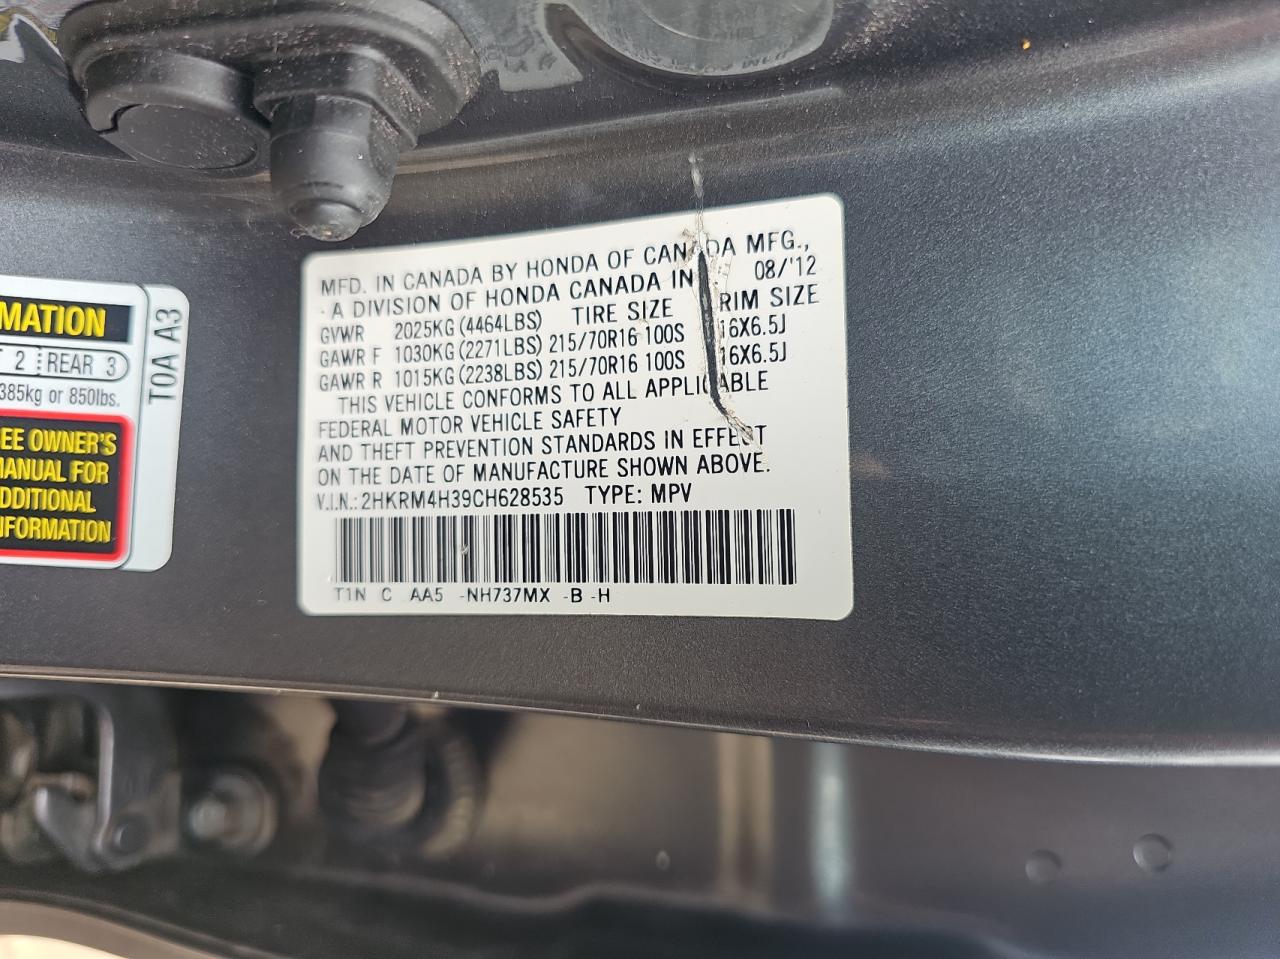 MATION
T 2 REAR 3
385kg or 850lbs.
EE OWNER'S
ANUAL FOR
DDITIONAL
FORMATION
T0A A3
MFD. IN CANADA BY HONDA OF CANADA MFG.,
A DIVISION OF HONDA CANADA IN 08/'12
GVWR 2025KG (4464LBS) TIRE SIZE RIM SIZE
GAWR F 1030KG (2271LBS) 215/70R16 100S 16X6.5J
GAWR R 1015KG (2238LBS) 215/70R16 100S 16X6.5J
THIS VEHICLE CONFORMS TO ALL APPLICABLE
FEDERAL MOTOR VEHICLE SAFETY
AND THEFT PREVENTION STANDARDS IN EFFECT
ON THE DATE OF MANUFACTURE SHOWN ABOVE.
V.I.N.: 2HKRM4H39CH628535 TYPE: MPV
T1N C AA5 -NH737MX -B -H